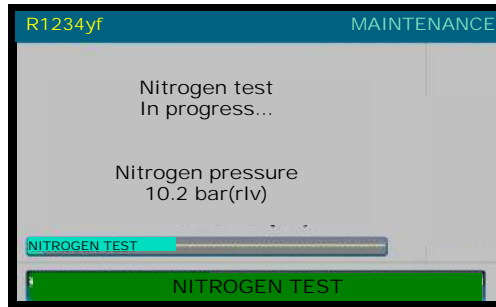 R1234yf MAINTENANCE
Nitrogen test
In progress...
Nitrogen pressure
10.2 bar(rlv)
NITROGEN TEST
NITROGEN TEST